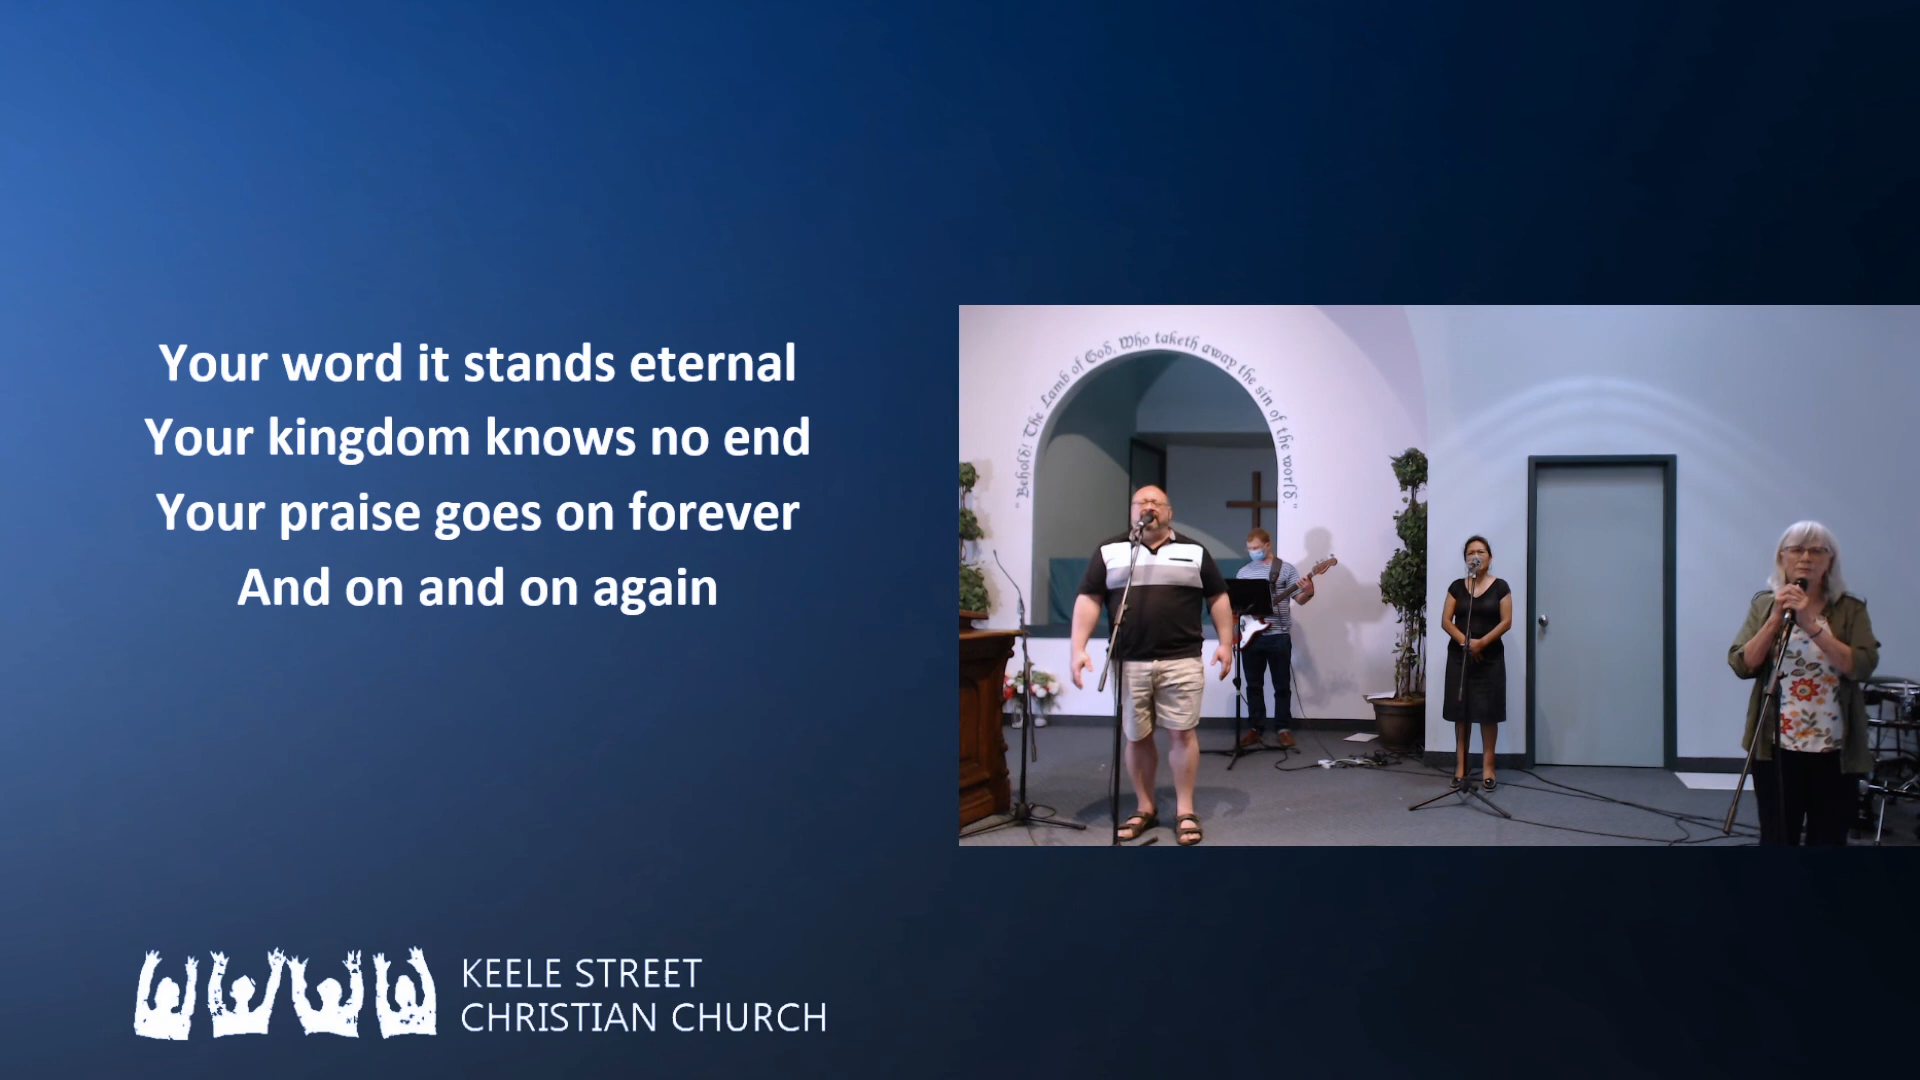 Your word it stands eternal
Your kingdom knows no end
Your praise goes on forever
And on and on again
"Behold! The Lamb of God, Who taketh away the sin of the world."
KEELE STREET
CHRISTIAN CHURCH